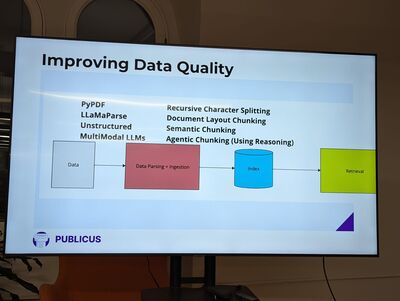 Improving Data Quality
PyPDF
LLaMaParse
Unstructured
MultiModal LLMs
Recursive Character Splitting
Document Layout Chunking
Semantic Chunking
Agentic Chunking (Using Reasoning)
Data
Data Parsing + Ingestion
Index
Retrieval
PUBLICUS